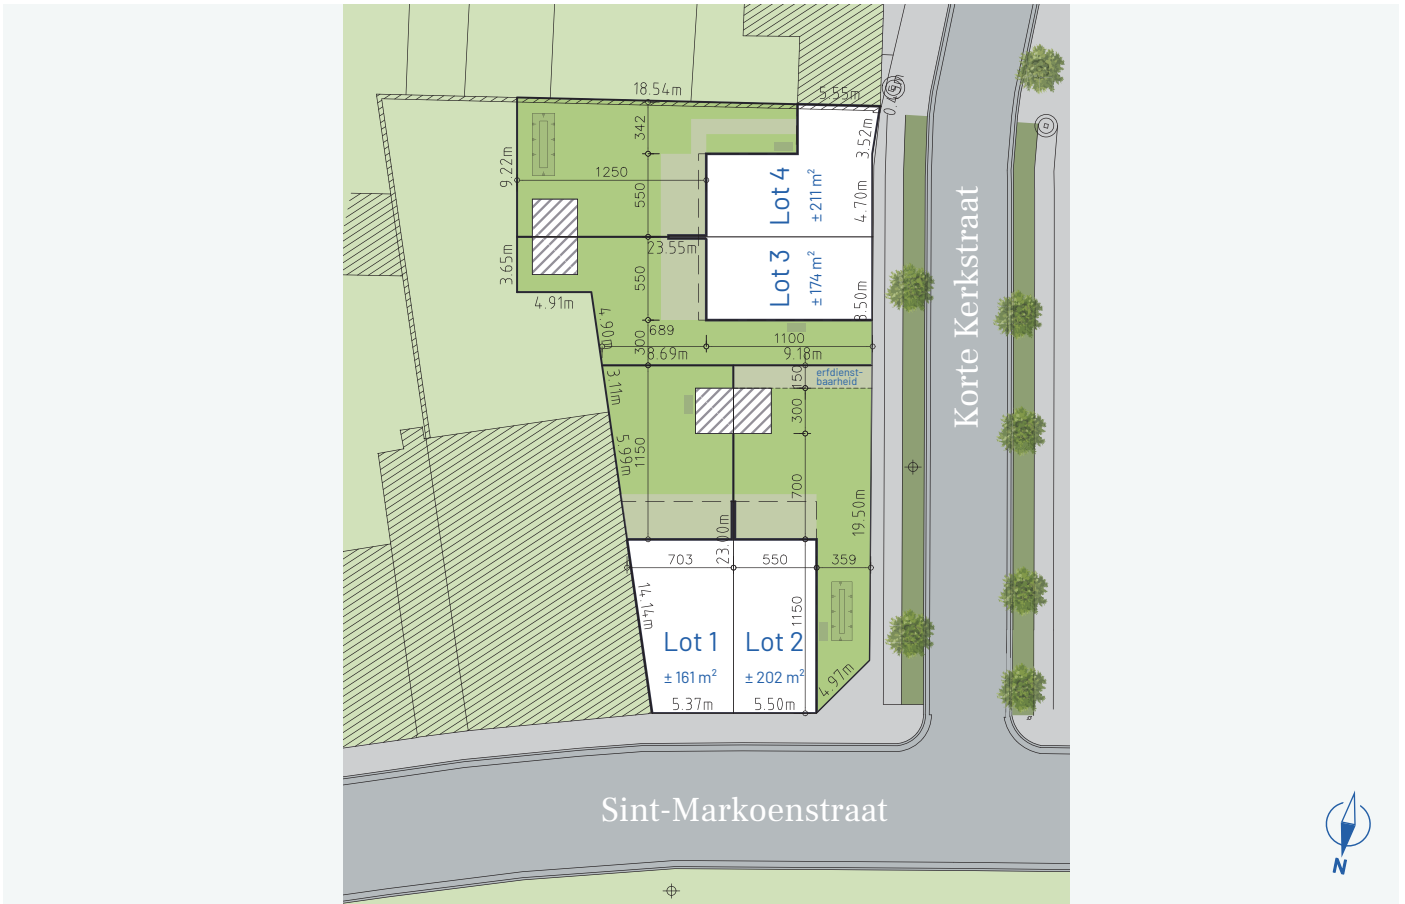 18.54m
5.55m
0.43m
342
3.52m
9.22m
1250
550
Lot 4
± 211 m²
4.70m
23.55m
3.65m
550
Lot 3
± 174 m²
3.50m
4.91m
4.90m
689
300
1100
8.69m
9.18m
erfdienst-
baarheid
150
3.11m
300
5.99m
1150
700
19.50m
23.00m
703
550
359
14.14m
1150
Lot 1
± 161 m²
Lot 2
± 202 m²
4.97m
5.37m
5.50m
Korte Kerkstraat
Sint-Markoenstraat
N